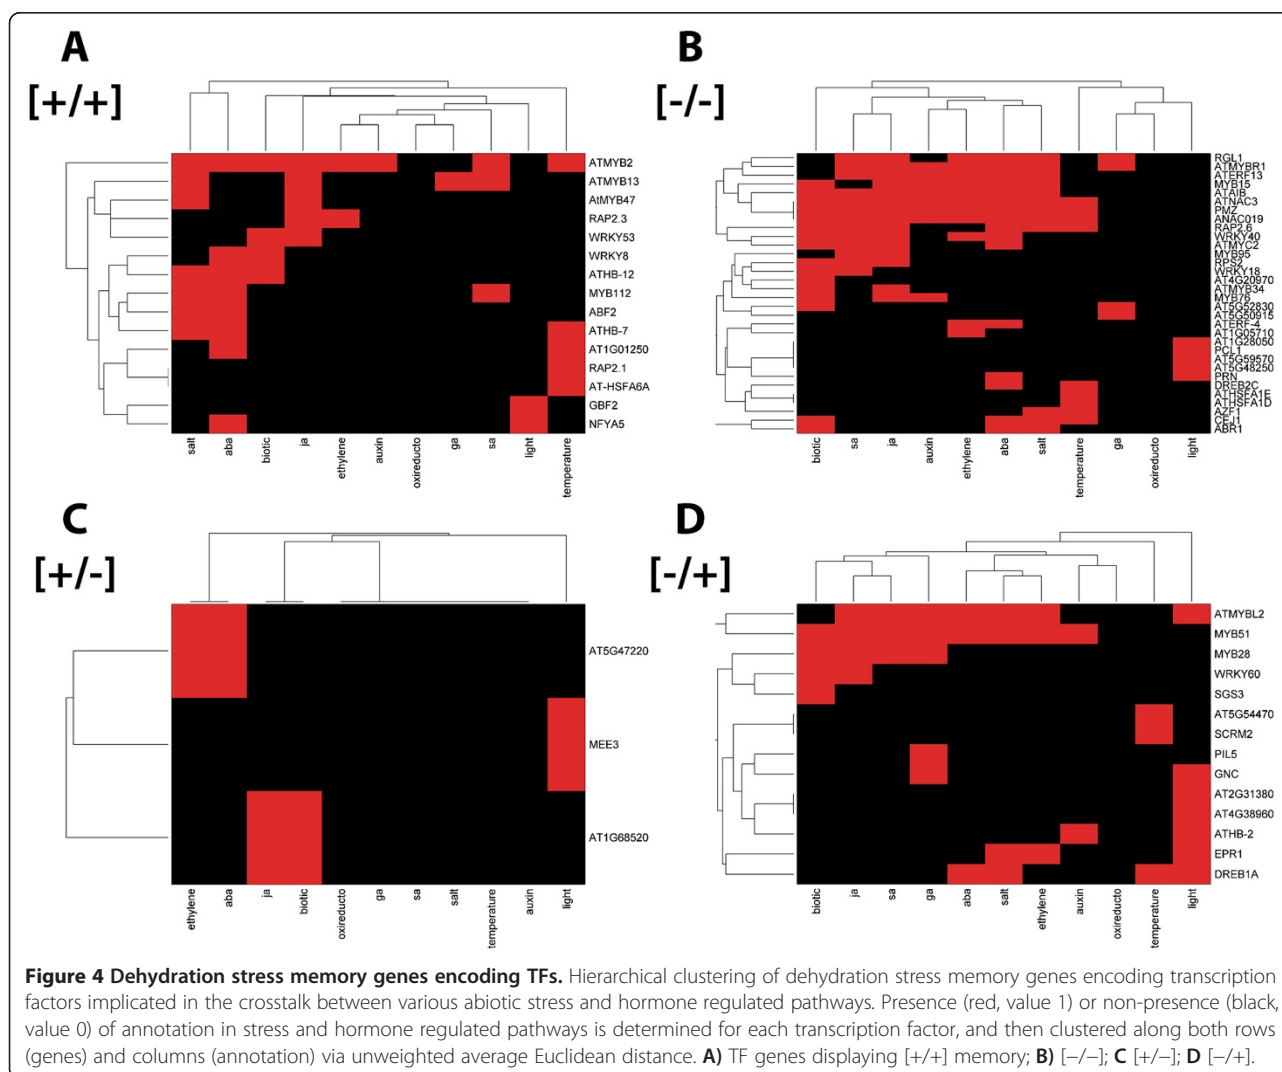 A
[+/+]
ATMYB2
ATMYB13
AtMYB47
RAP2.3
WRKY53
WRKY8
ATHB-12
MYB112
ABF2
ATHB-7
AT1G01250
RAP2.1
AT-HSFA6A
GBF2
NFYA5
salt
aba
biotic
ja
ethylene
auxin
oxireducto
ga
sa
light
temperature
B
[-/-]
RGL1
ATMYBR1
ATERF13
MYB15
ATAIB
ATNAC3
PMZ
ANAC019
RAP2.6
WRKY40
ATMYC2
MYB95
RPS2
WRKY18
AT4G20970
ATMYB34
MYB76
AT5G52830
AT5G50915
ATERF-4
AT1G05710
AT1G28050
PCL1
AT5G59570
AT5G48250
PRN
DREB2C
ATHSFA1E
ATHSFA1D
AZF1
CEJ1
ABR1
biotic
sa
ja
auxin
ethylene
aba
salt
temperature
ga
oxireducto
light
C
[+/-]
AT5G47220
MEE3
AT1G68520
ethylene
aba
ja
biotic
oxireducto
ga
sa
salt
temperature
auxin
light
D
[-/+]
ATMYBL2
MYB51
MYB28
WRKY60
SGS3
AT5G54470
SCRM2
PIL5
GNC
AT2G31380
AT4G38960
ATHB-2
EPR1
DREB1A
biotic
ja
sa
ga
aba
salt
ethylene
auxin
oxireducto
temperature
light
Figure 4 Dehydration stress memory genes encoding TFs. Hierarchical clustering of dehydration stress memory genes encoding transcription
factors implicated in the crosstalk between various abiotic stress and hormone regulated pathways. Presence (red, value 1) or non-presence (black,
value 0) of annotation in stress and hormone regulated pathways is determined for each transcription factor, and then clustered along both rows
(genes) and columns (annotation) via unweighted average Euclidean distance. A) TF genes displaying [+/+] memory; B) [−/−]; C [+/−]; D [−/+].